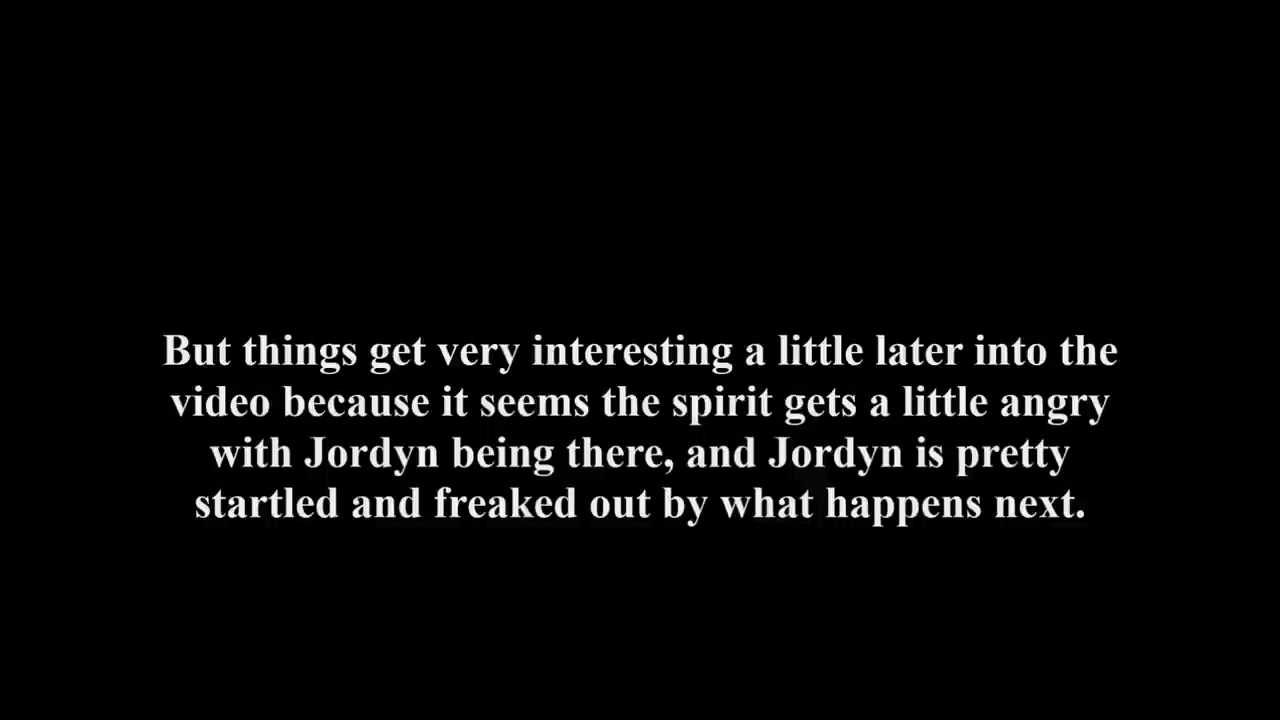 But things get very interesting a little later into the
video because it seems the spirit gets a little angry
with Jordyn being there, and Jordyn is pretty
startled and freaked out by what happens next.